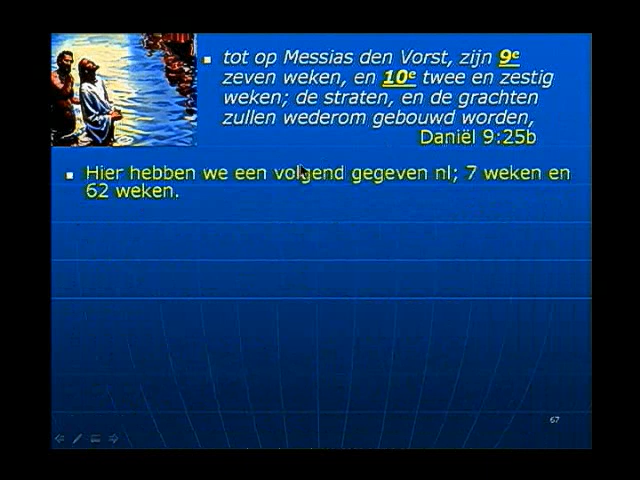 tot op Messias den Vorst, zijn 9e
zeven weken, en 10e twee en zestig
weken; de straten, en de grachten
zullen wederom gebouwd worden,
Daniël 9:25b
Hier hebben we een volgend gegeven nl; 7 weken en
62 weken.
67